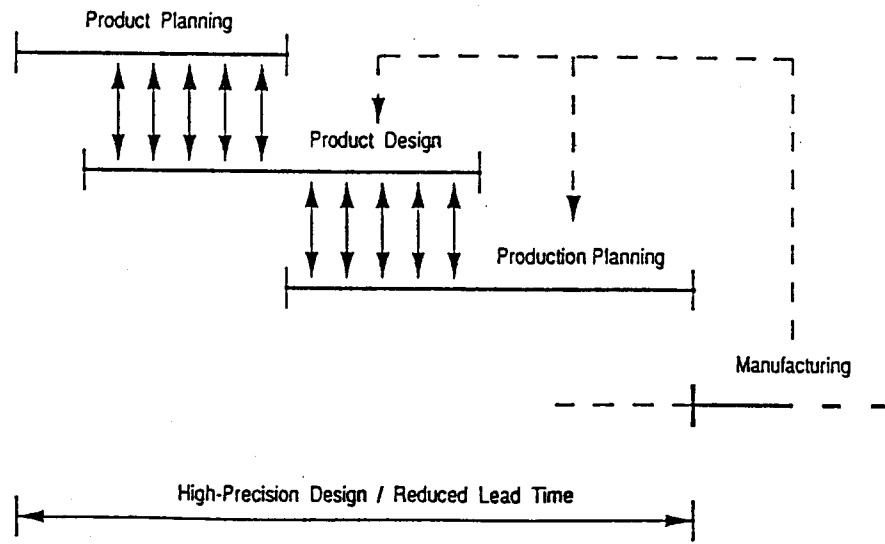 Product Planning
Product Design
Production Planning
Manufacturing
High-Precision Design / Reduced Lead Time